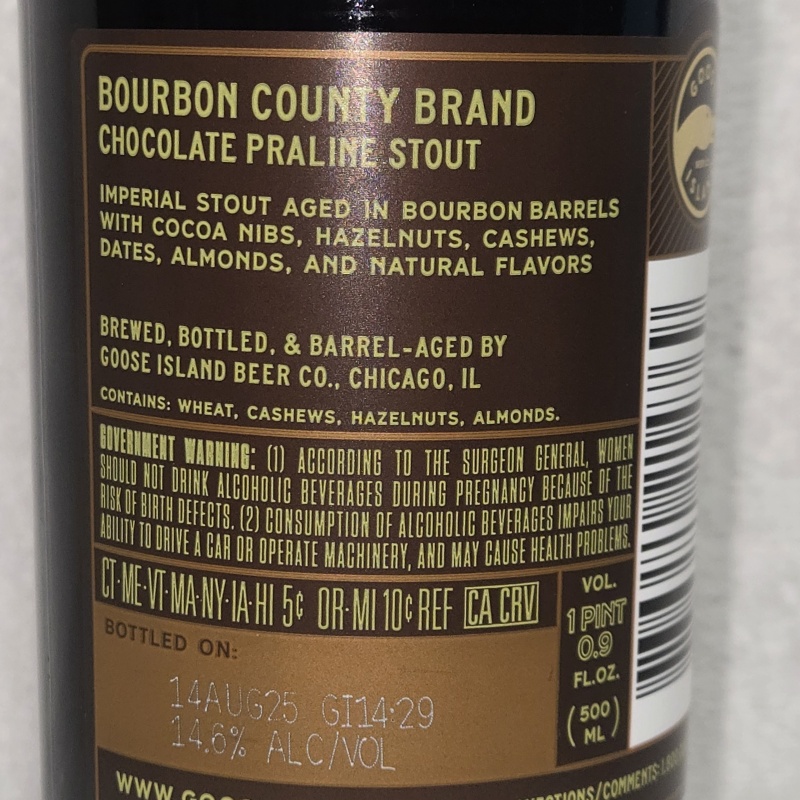 BOURBON COUNTY BRAND
CHOCOLATE PRALINE STOUT
IMPERIAL STOUT AGED IN BOURBON BARRELS
WITH COCOA NIBS, HAZELNUTS, CASHEWS,
DATES, ALMONDS, AND NATURAL FLAVORS
BREWED, BOTTLED, & BARREL-AGED BY
GOOSE ISLAND BEER CO., CHICAGO, IL
CONTAINS: WHEAT, CASHEWS, HAZELNUTS, ALMONDS.
GOVERNMENT WARNING: (1) ACCORDING TO THE SURGEON GENERAL, WOMEN
SHOULD NOT DRINK ALCOHOLIC BEVERAGES DURING PREGNANCY BECAUSE OF THE
RISK OF BIRTH DEFECTS. (2) CONSUMPTION OF ALCOHOLIC BEVERAGES IMPAIRS YOUR
ABILITY TO DRIVE A CAR OR OPERATE MACHINERY, AND MAY CAUSE HEALTH PROBLEMS.
CT·ME·VT·MA·NY·IA·HI 5¢ OR·MI 10¢ REF CA CRV
VOL.
1 PINT
0.9
FL.OZ.
(500
ML)
BOTTLED ON:
14AUG25 GI14:29
14.6% ALC/VOL